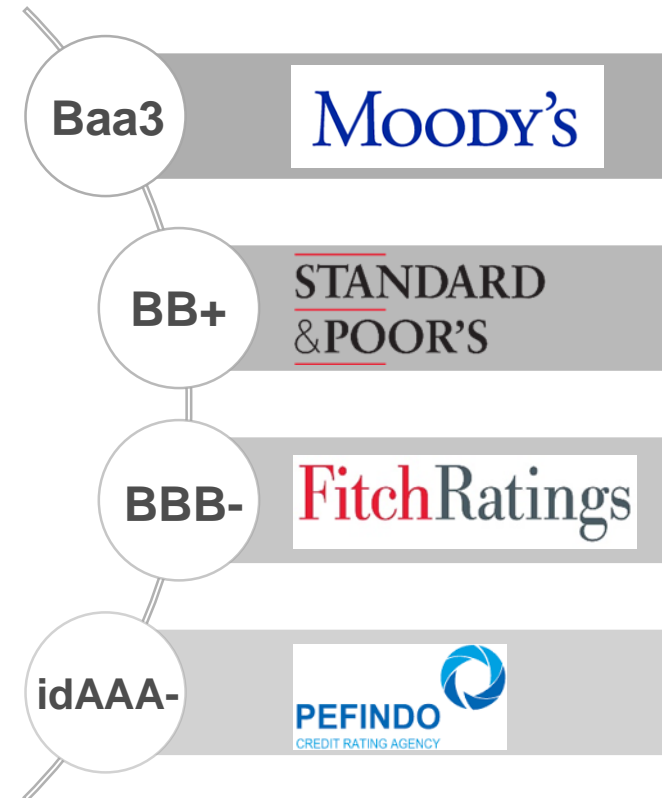 Baa3
MOODY'S
BB+
STANDARD
&POOR'S
BBB-
FitchRatings
idAAA-
PEFINDO
CREDIT RATING AGENCY